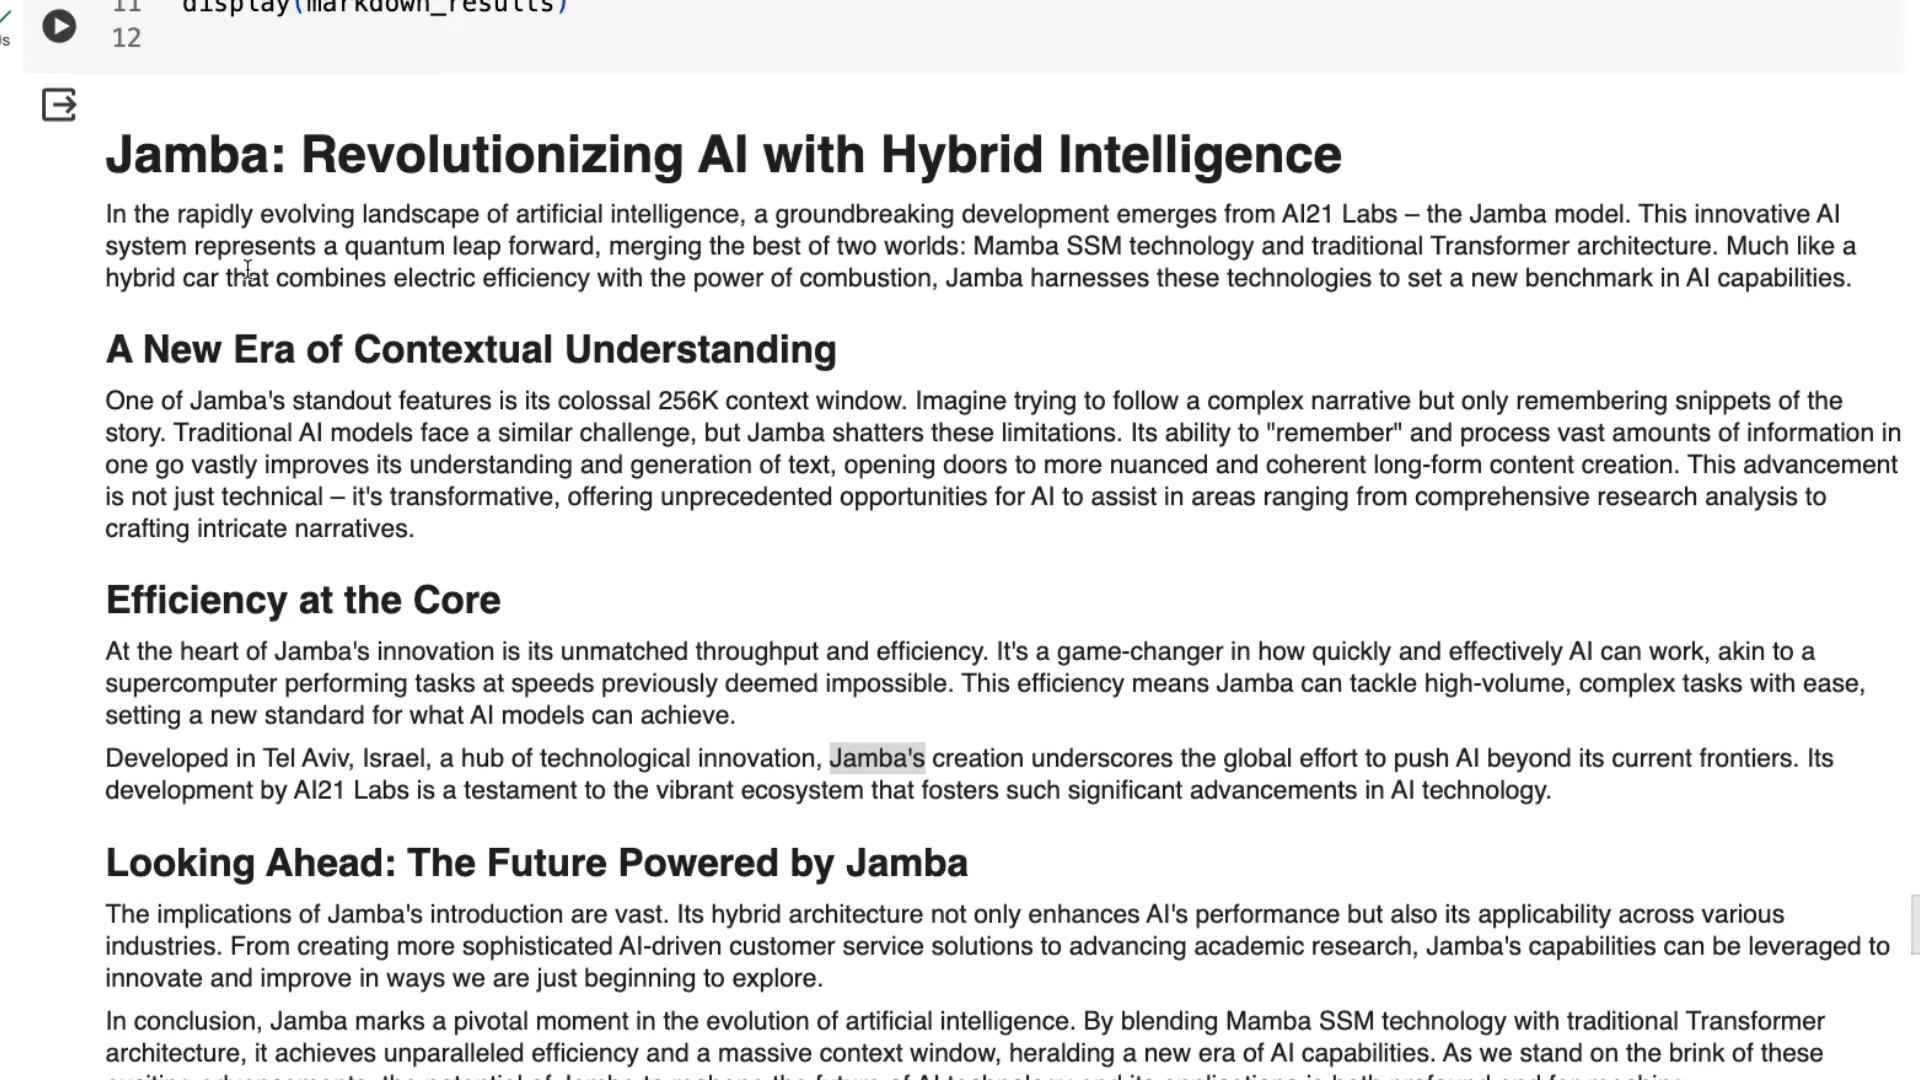 11 display(markdown_results)
12
s
Jamba: Revolutionizing AI with Hybrid Intelligence
In the rapidly evolving landscape of artificial intelligence, a groundbreaking development emerges from AI21 Labs – the Jamba model. This innovative AI
system represents a quantum leap forward, merging the best of two worlds: Mamba SSM technology and traditional Transformer architecture. Much like a
hybrid car that combines electric efficiency with the power of combustion, Jamba harnesses these technologies to set a new benchmark in AI capabilities.
A New Era of Contextual Understanding
One of Jamba's standout features is its colossal 256K context window. Imagine trying to follow a complex narrative but only remembering snippets of the
story. Traditional AI models face a similar challenge, but Jamba shatters these limitations. Its ability to "remember" and process vast amounts of information in
one go vastly improves its understanding and generation of text, opening doors to more nuanced and coherent long-form content creation. This advancement
is not just technical – it's transformative, offering unprecedented opportunities for AI to assist in areas ranging from comprehensive research analysis to
crafting intricate narratives.
Efficiency at the Core
At the heart of Jamba's innovation is its unmatched throughput and efficiency. It's a game-changer in how quickly and effectively AI can work, akin to a
supercomputer performing tasks at speeds previously deemed impossible. This efficiency means Jamba can tackle high-volume, complex tasks with ease,
setting a new standard for what AI models can achieve.
Developed in Tel Aviv, Israel, a hub of technological innovation, Jamba's creation underscores the global effort to push AI beyond its current frontiers. Its
development by AI21 Labs is a testament to the vibrant ecosystem that fosters such significant advancements in AI technology.
Looking Ahead: The Future Powered by Jamba
The implications of Jamba's introduction are vast. Its hybrid architecture not only enhances AI's performance but also its applicability across various
industries. From creating more sophisticated AI-driven customer service solutions to advancing academic research, Jamba's capabilities can be leveraged to
innovate and improve in ways we are just beginning to explore.
In conclusion, Jamba marks a pivotal moment in the evolution of artificial intelligence. By blending Mamba SSM technology with traditional Transformer
architecture, it achieves unparalleled efficiency and a massive context window, heralding a new era of AI capabilities. As we stand on the brink of these